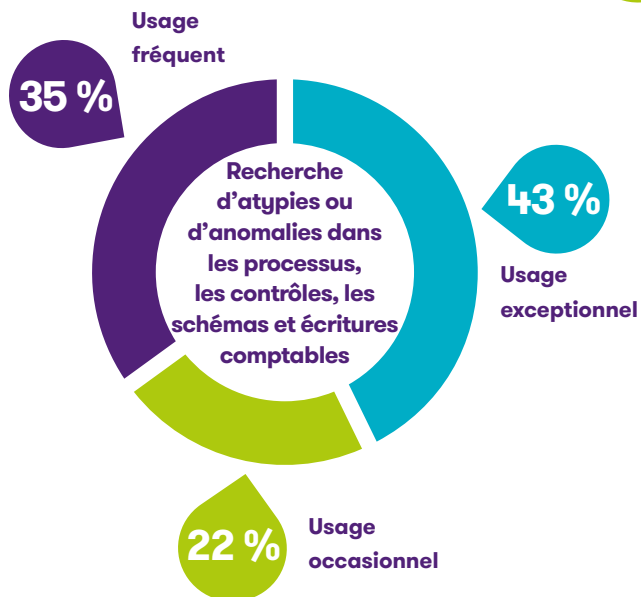 Usage
fréquent
35 %
Recherche
d’atypies ou
d’anomalies dans
les processus,
les contrôles, les
schémas et écritures
comptables
43 %
Usage
exceptionnel
22 %
Usage
occasionnel